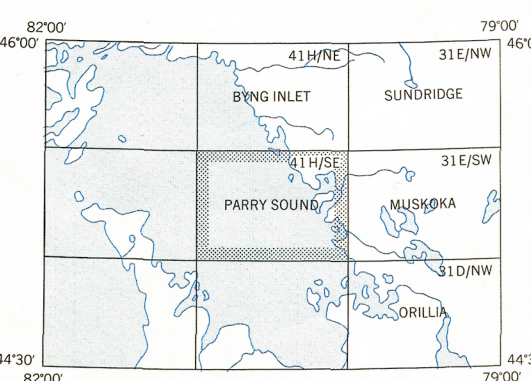 82°00'
79°00'
46°00'
46°0
41H/NE
31E/NW
BYNG INLET
SUNDRIDGE
41H/SE
31E/SW
PARRY SOUND
MUSKOKA
31D/NW
ORILLIA
44°30'
44°3
82°00'
79°00'